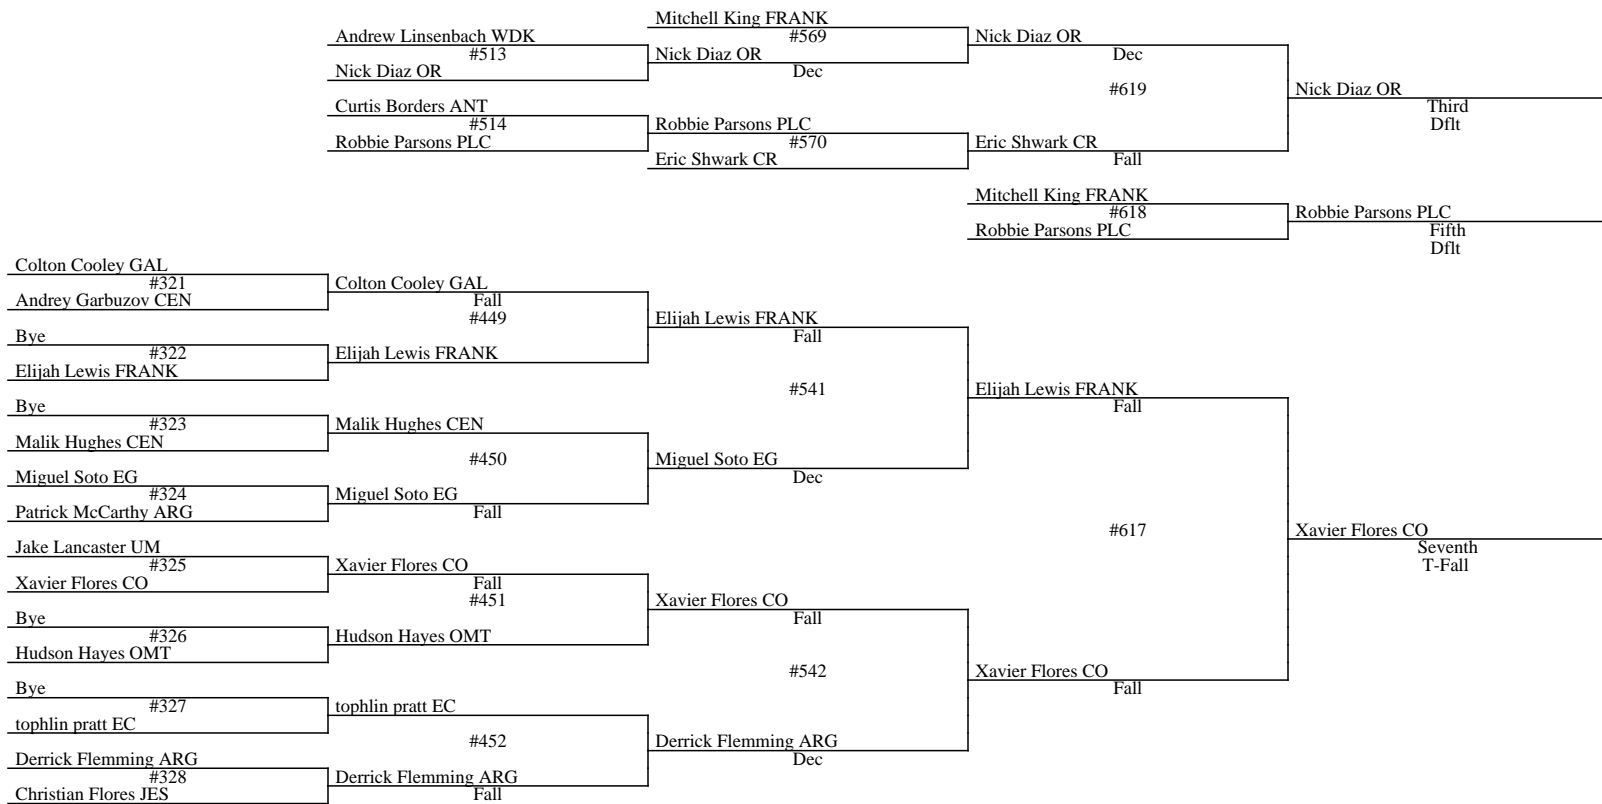 Mitchell King FRANK
Andrew Linsenbach WDK
#569
Nick Diaz OR
#513
Nick Diaz OR
Dec
Nick Diaz OR
Dec
#619
Nick Diaz OR
Curtis Borders ANT
Third
#514
Robbie Parsons PLC
Dflt
Robbie Parsons PLC
#570
Eric Shwark CR
Eric Shwark CR
Fall
Mitchell King FRANK
#618
Robbie Parsons PLC
Robbie Parsons PLC
Fifth
Dflt
Colton Cooley GAL
#321
Colton Cooley GAL
Andrey Garbuzov CEN
Fall
#449
Elijah Lewis FRANK
Bye
Fall
#322
Elijah Lewis FRANK
Elijah Lewis FRANK
#541
Elijah Lewis FRANK
Bye
Fall
#323
Malik Hughes CEN
Malik Hughes CEN
#450
Miguel Soto EG
Miguel Soto EG
Dec
#324
Miguel Soto EG
Patrick McCarthy ARG
Fall
#617
Xavier Flores CO
Jake Lancaster UM
Seventh
#325
Xavier Flores CO
T-Fall
Xavier Flores CO
Fall
#451
Xavier Flores CO
Bye
Fall
#326
Hudson Hayes OMT
Hudson Hayes OMT
#542
Xavier Flores CO
Bye
Fall
#327
tophlin pratt EC
tophlin pratt EC
#452
Derrick Flemming ARG
Derrick Flemming ARG
Dec
#328
Derrick Flemming ARG
Christian Flores JES
Fall